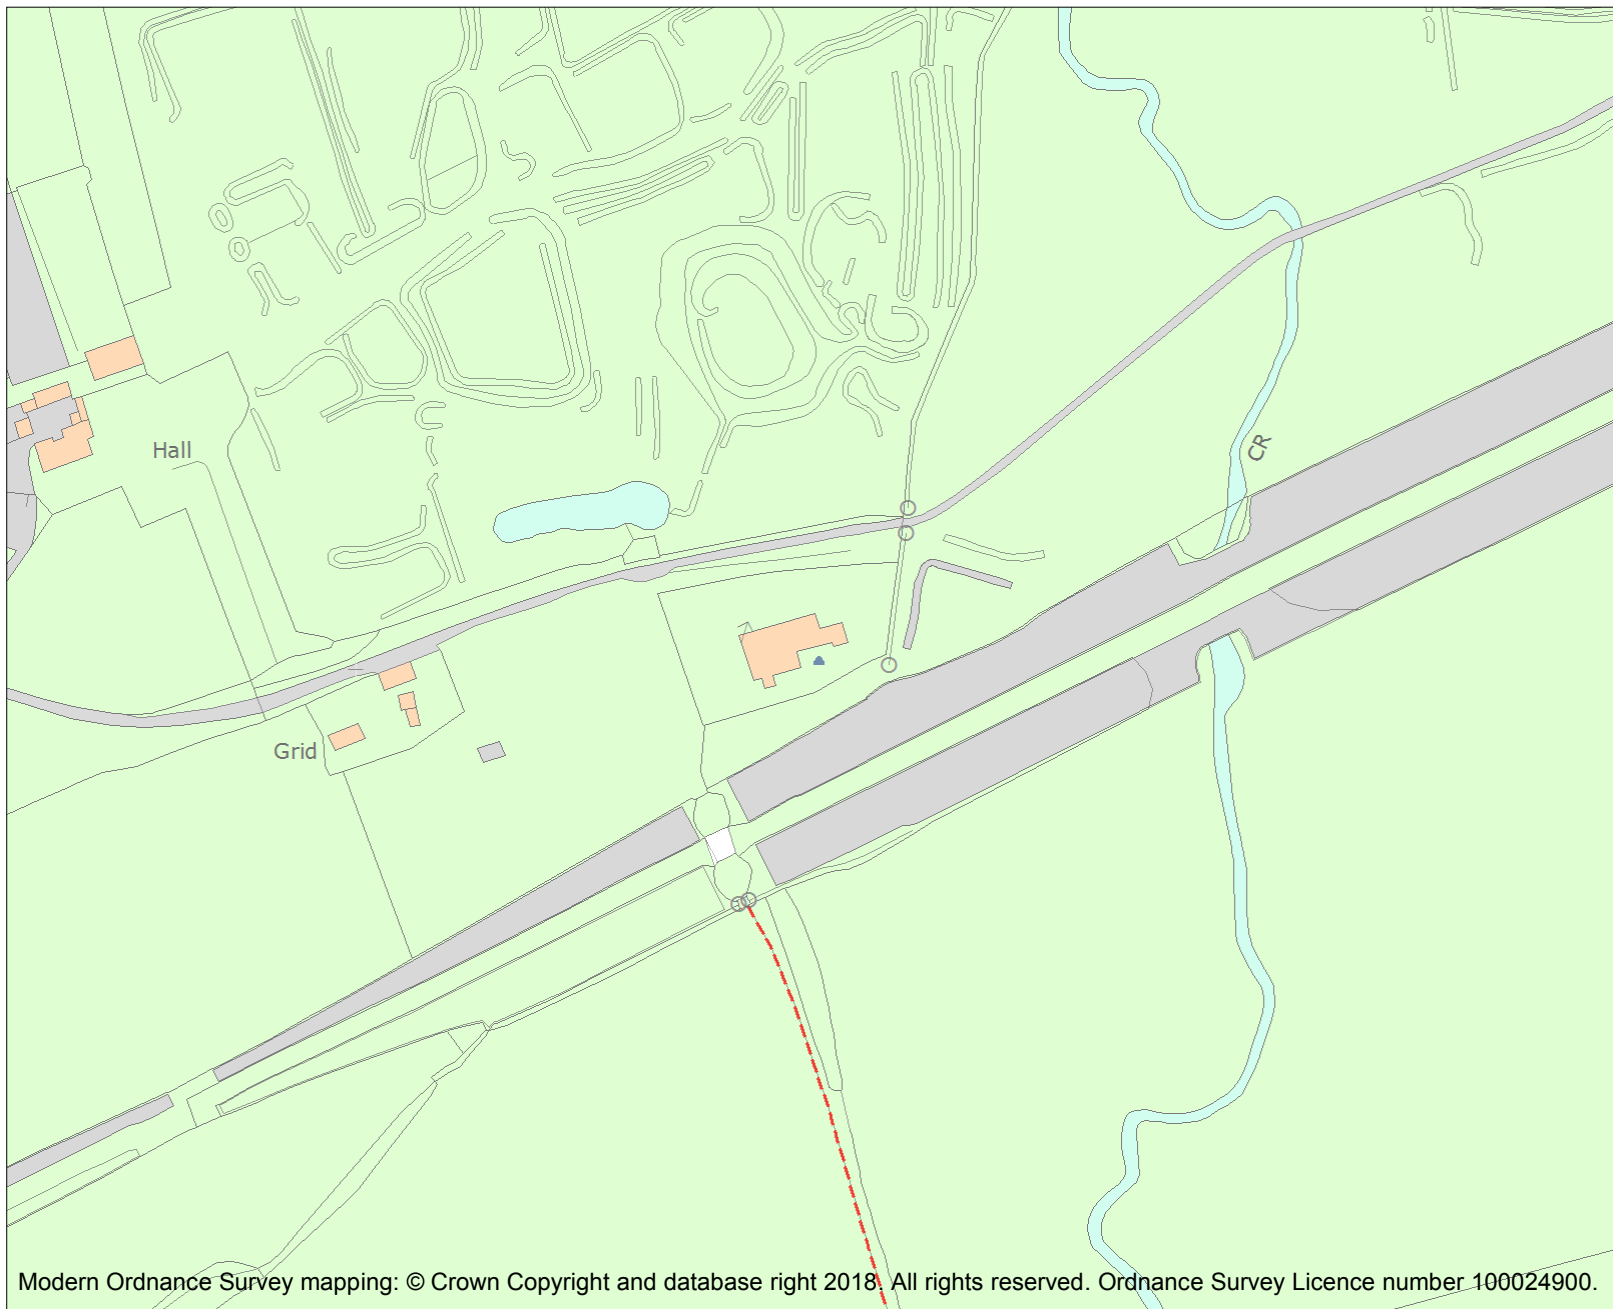 CR
Hall
Grid
Modern Ordnance Survey mapping: © Crown Copyright and database right 2018. All rights reserved. Ordnance Survey Licence number 100024900.